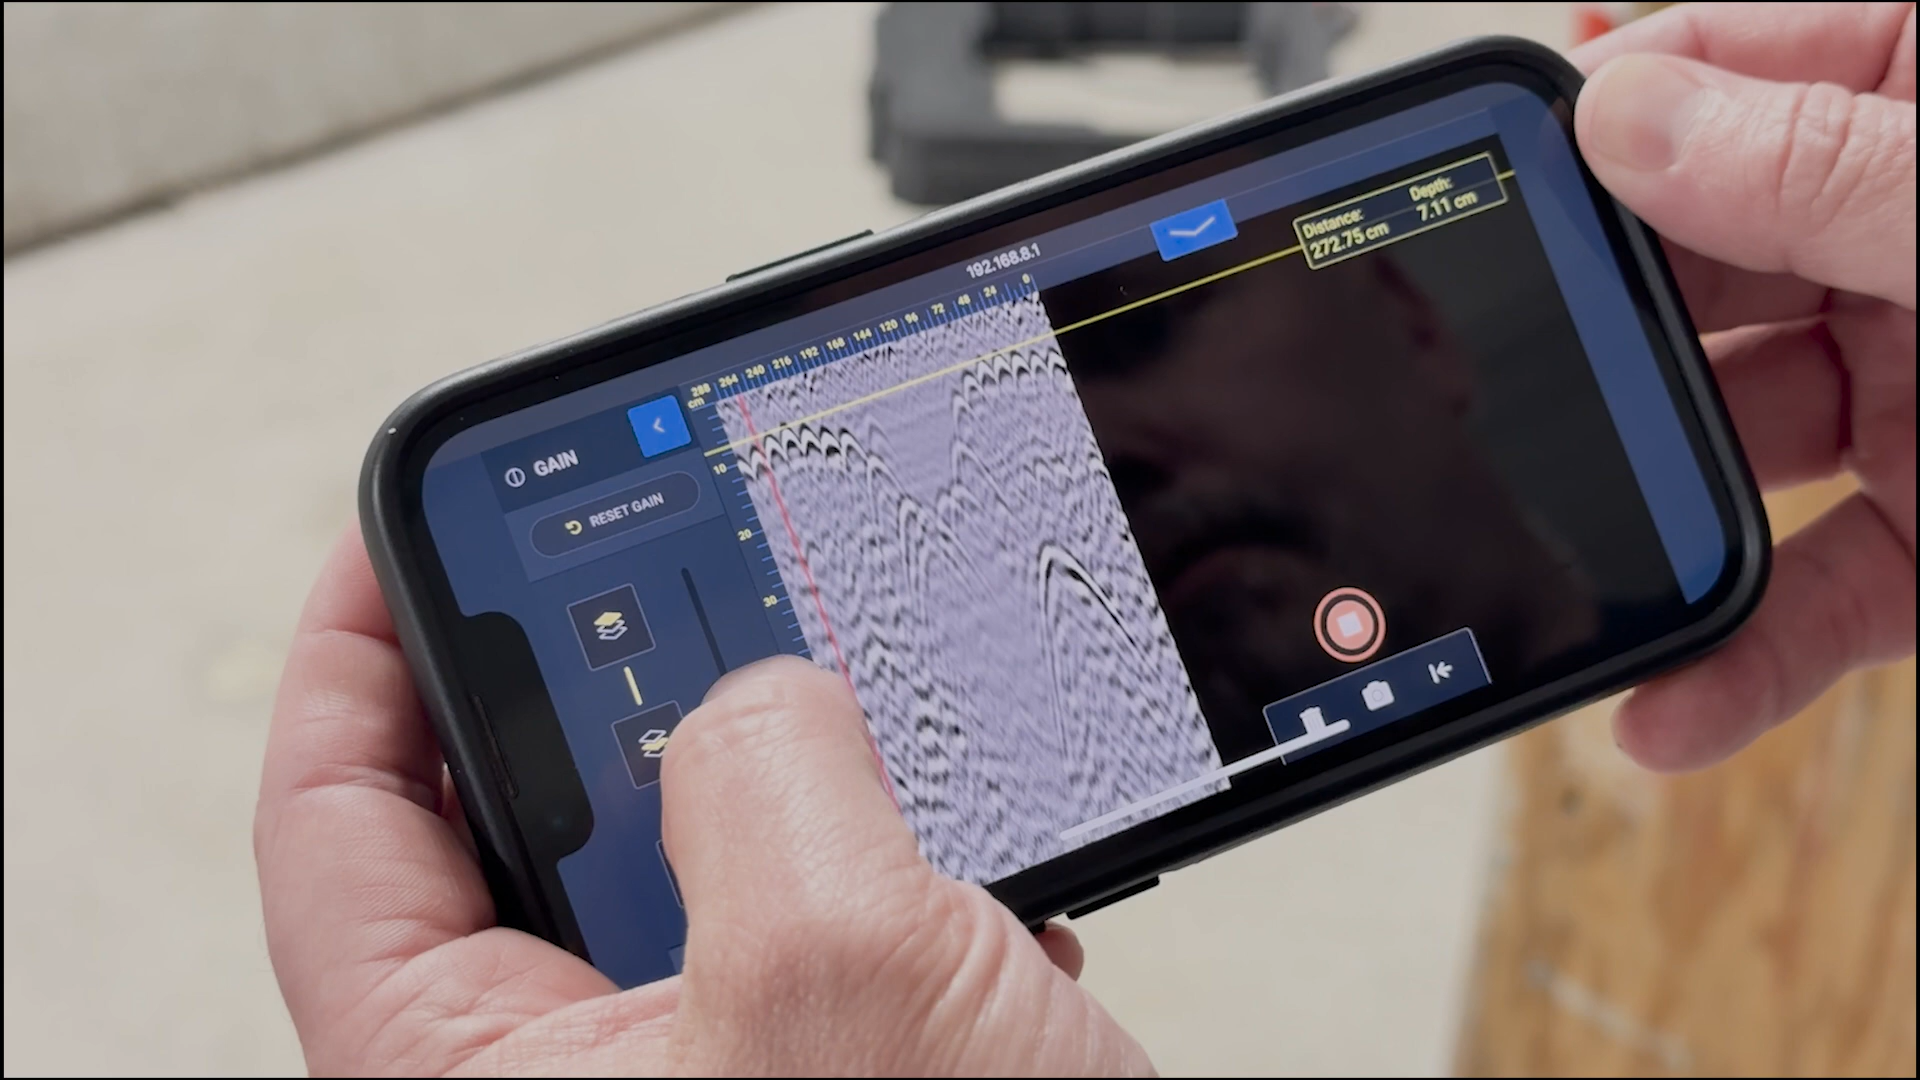 192.168.8.1
Distance: Depth:
272.75 cm 7.11 cm
288 264 240 216 192 168 144 120 96 72 48 24 0
cm
GAIN
10
RESET GAIN
20
30